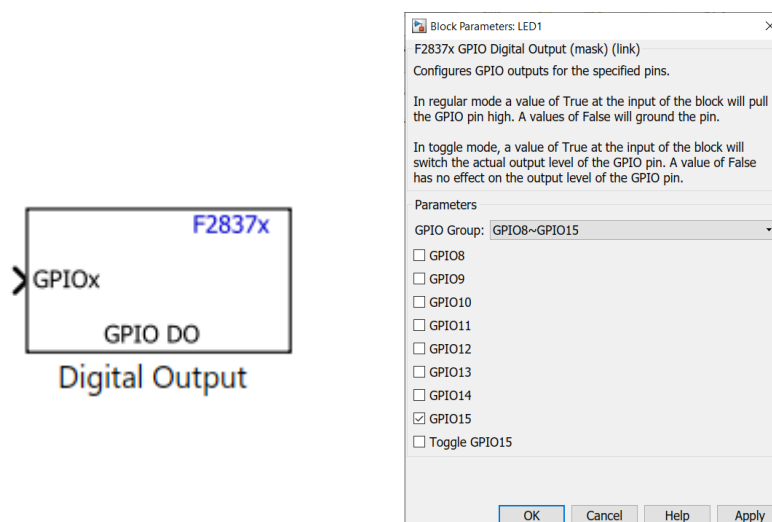 F2837x
GPIOx
GPIO DO
Digital Output
Block Parameters: LED1
F2837x GPIO Digital Output (mask) (link)
Configures GPIO outputs for the specified pins.
In regular mode a value of True at the input of the block will pull
the GPIO pin high. A values of False will ground the pin.
In toggle mode, a value of True at the input of the block will
switch the actual output level of the GPIO pin. A value of False
has no effect on the output level of the GPIO pin.
Parameters
GPIO Group: GPIO8~GPIO15
GPIO8
GPIO9
GPIO10
GPIO11
GPIO12
GPIO13
GPIO14
GPIO15
Toggle GPIO15
OK Cancel Help Apply